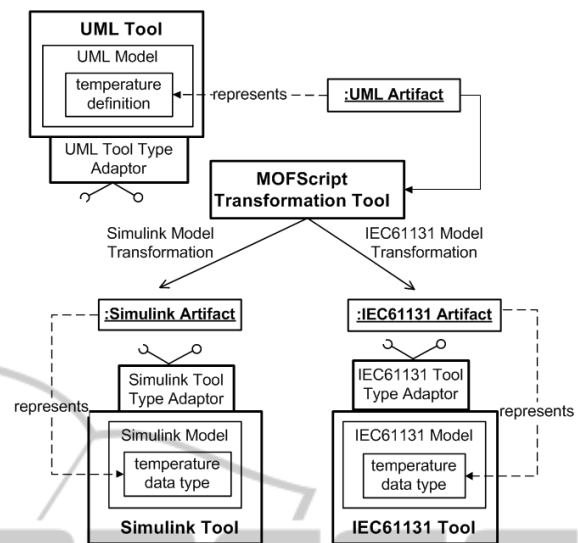 UML Tool
UML Model
temperature
definition
represents
:UML Artifact
UML Tool Type
Adaptor
MOFScript
Transformation Tool
Simulink Model
Transformation
IEC61131 Model
Transformation
:Simulink Artifact
:IEC61131 Artifact
Simulink Tool
Type Adaptor
IEC61131 Tool
Type Adaptor
represents
represents
Simulink Model
temperature
data type
IEC61131 Model
temperature
data type
Simulink Tool
IEC61131 Tool